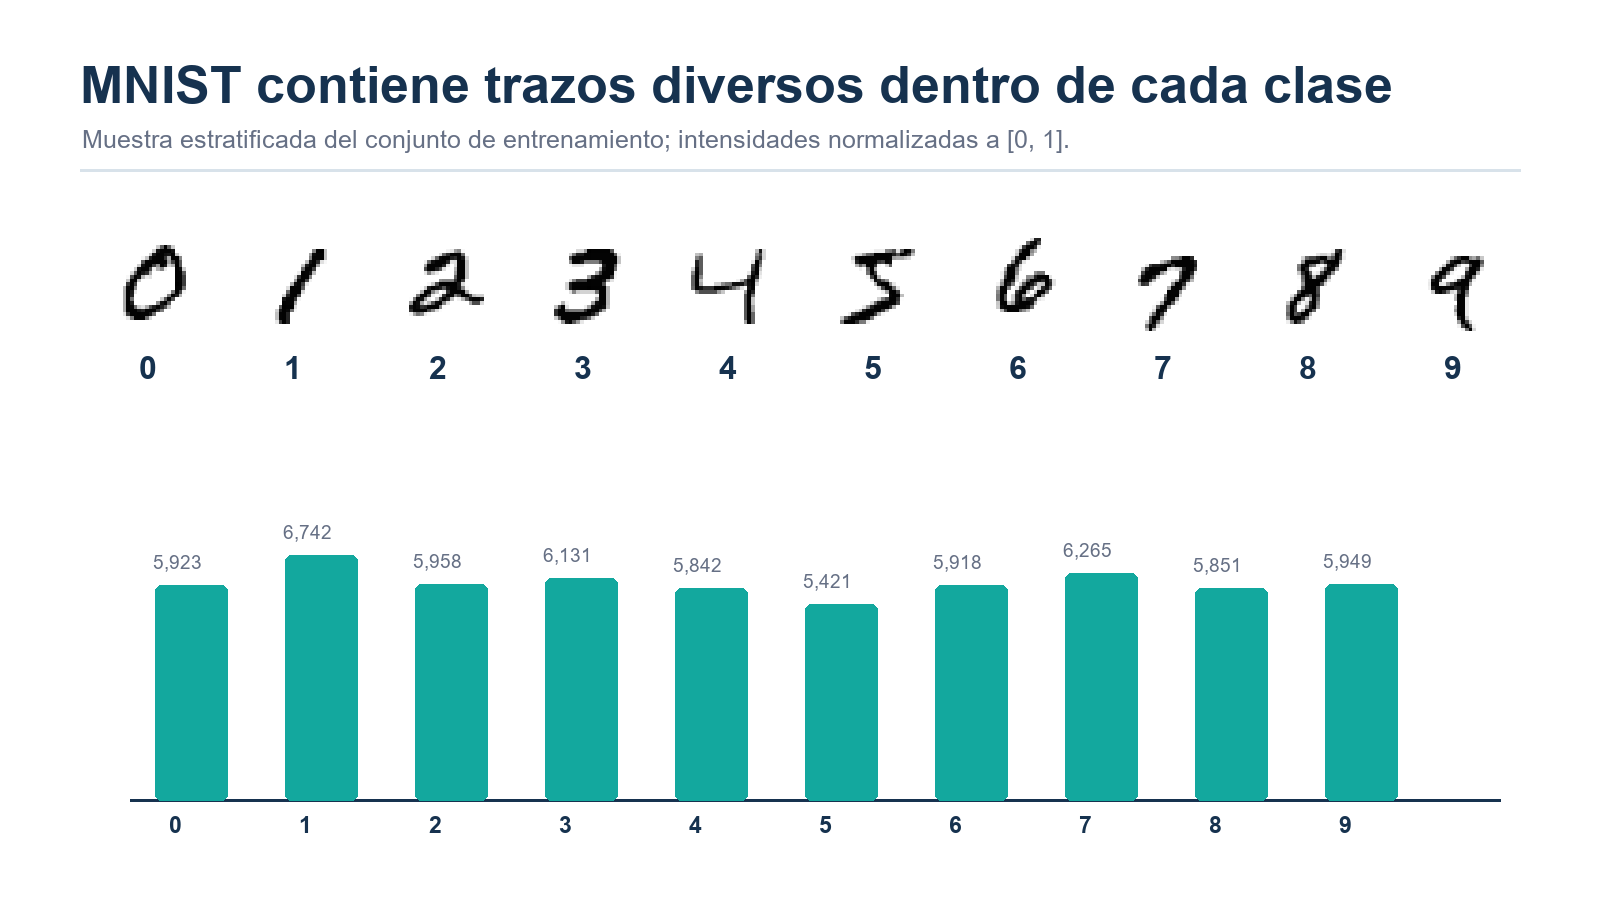 MNIST contiene trazos diversos dentro de cada clase
Muestra estratificada del conjunto de entrenamiento; intensidades normalizadas a [0, 1].
0 1 2 3 4 5 6 7 8 9
0 1 2 3 4 5 6 7 8 9
5,923 6,742 5,958 6,131 5,842 5,421 5,918 6,265 5,851 5,949
0 1 2 3 4 5 6 7 8 9